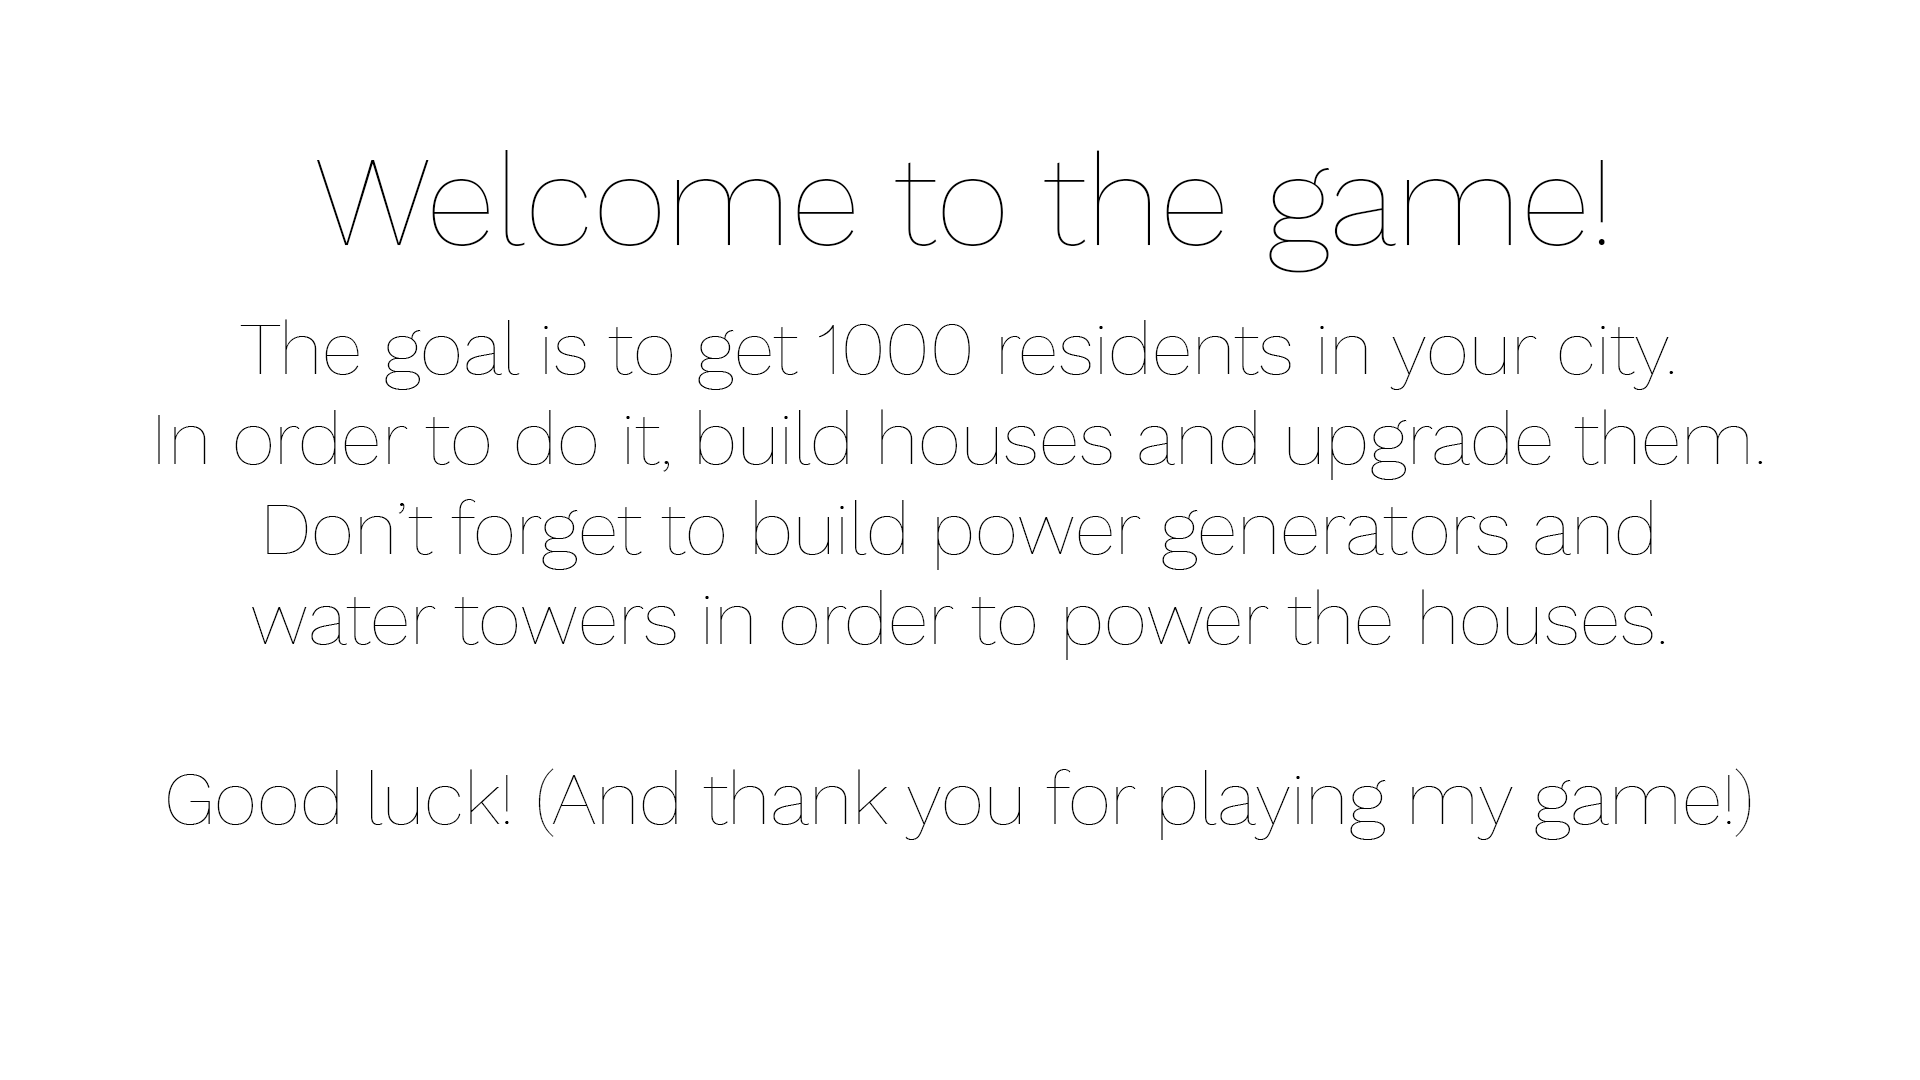 Welcome to the game!
The goal is to get 1000 residents in your city.
In order to do it, build houses and upgrade them.
Don’t forget to build power generators and
water towers in order to power the houses.
Good luck! (And thank you for playing my game!)